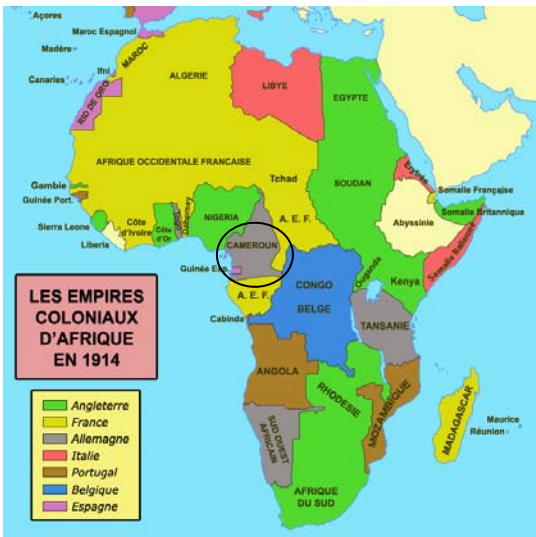 Açores
Maroc Espagnol
Madère
Ifni
MAROC
Canaries
RIO DE ORO
ALGERIE
LIBYE
EGYPTE
AFRIQUE OCCIDENTALE FRANCAISE
Tchad
SOUDAN
Erytrée
Somalie Française
Gambie
Guinée Port.
Somalie Britannique
Sierra Leone
Côte
d'Ivoire
Côte
d'Or
Togo
Dahomey
NIGERIA
A. E. F.
Abyssinie
Liberia
CAMEROUN
Somalie Italienne
Guinée Esp.
Ouganda
Kenya
A. E. F.
CONGO
BELGE
Cabinda
TANSANIE
LES EMPIRES
COLONIAUX
D'AFRIQUE
EN 1914
ANGOLA
RHODESIE
MOZAMBIQUE
MADAGASCAR
Maurice
Réunion
SUD OUEST
AFRICAIN
AFRIQUE
DU SUD
Angleterre
France
Allemagne
Italie
Portugal
Belgique
Espagne